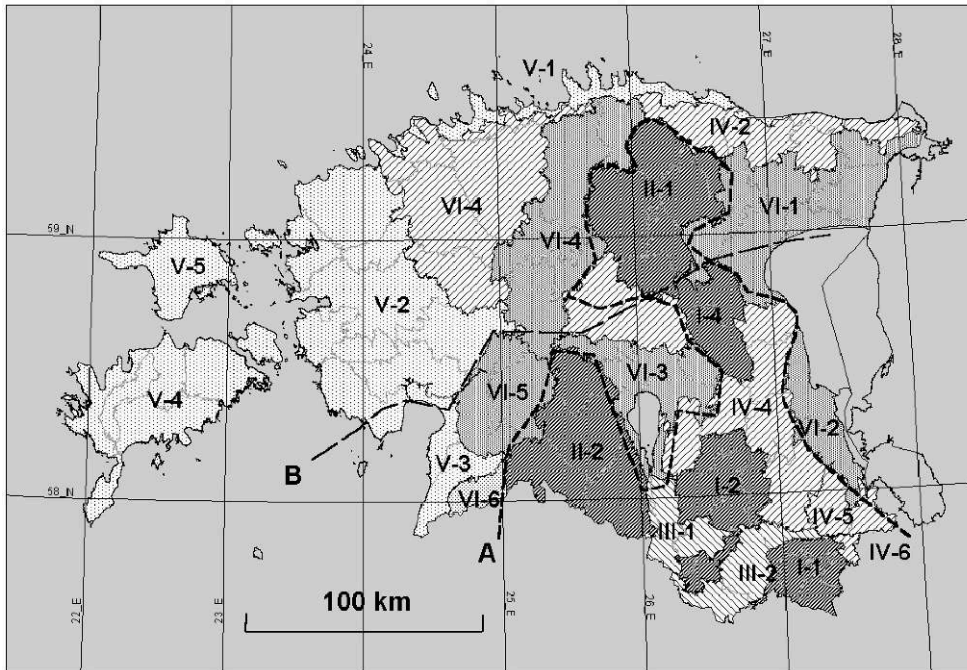 24_E
27_E
28_E
V-1
IV-2
II-1
VI-4
VI-1
59_N
VI-4
V-5
V-2
I-4
VI-3
VI-5
V-4
IV-4
VI-2
B
V-3
II-2
I-2
58_N
VI-6
IV-5
III-1
A
IV-6
III-2
I-1
100 km
22_E
23_E
25_E
26_E